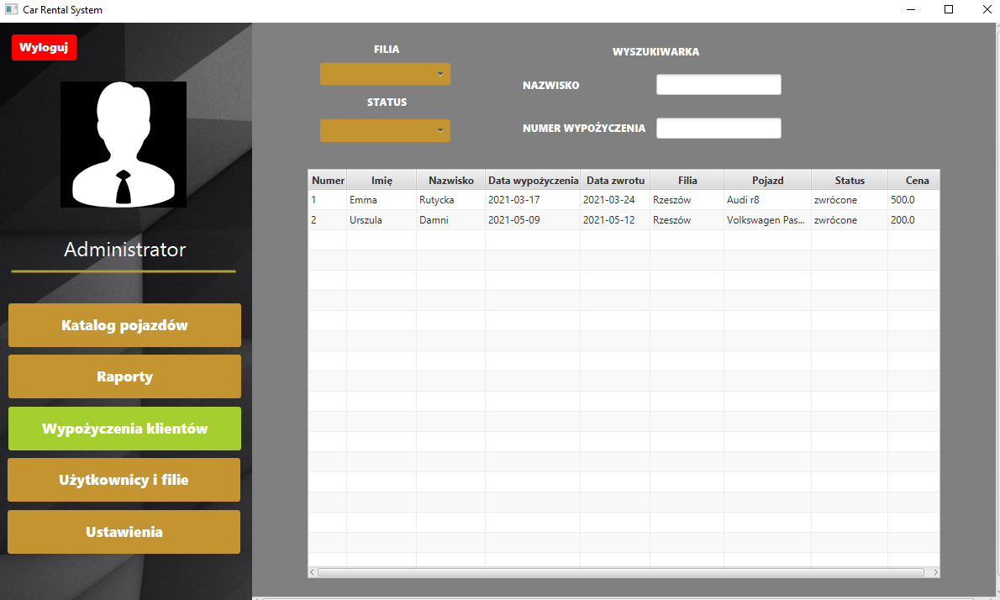 Car Rental System
Wyloguj
Administrator
Katalog pojazdów
Raporty
Wypożyczenia klientów
Użytkownicy i filie
Ustawienia
FILIA
STATUS
WYSZUKIWARKA
NAZWISKO
NUMER WYPOŻYCZENIA
Numer Imię Nazwisko Data wypożyczenia Data zwrotu Filia Pojazd Status Cena
1 Emma Rutycka 2021-03-17 2021-03-24 Rzeszów Audi r8 zwrócone 500.0
2 Urszula Damni 2021-05-09 2021-05-12 Rzeszów Volkswagen Pas... zwrócone 200.0